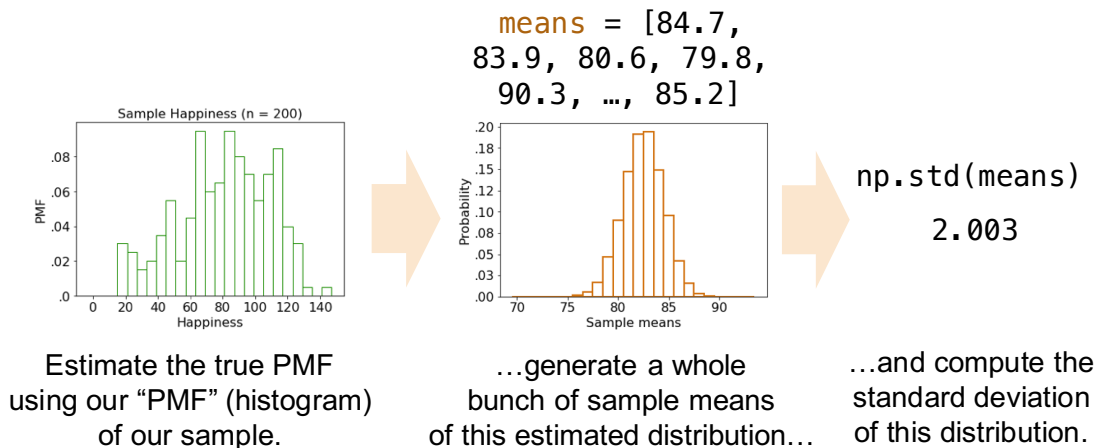 means = [84.7,
83.9, 80.6, 79.8,
90.3, …, 85.2]
Sample Happiness (n = 200)
PMF
.08
.06
.04
.02
.0
0 20 40 60 80 100 120 140
Happiness
Probability
.20
.15
.15
.10
.10
.05
.03
.00
70 75 80 85 90
Sample means
np.std(means)
2.003
Estimate the true PMF
using our “PMF” (histogram)
of our sample.
…generate a whole
bunch of sample means
of this estimated distribution…
…and compute the
standard deviation
of this distribution.